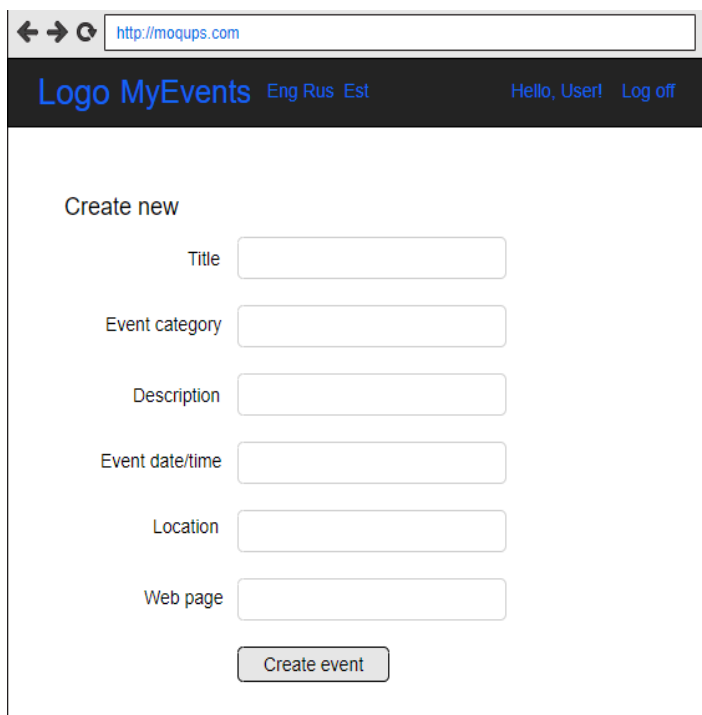 http://moqups.com
Logo MyEvents Eng Rus Est Hello, User! Log off
Create new
Title
Event category
Description
Event date/time
Location
Web page
Create event